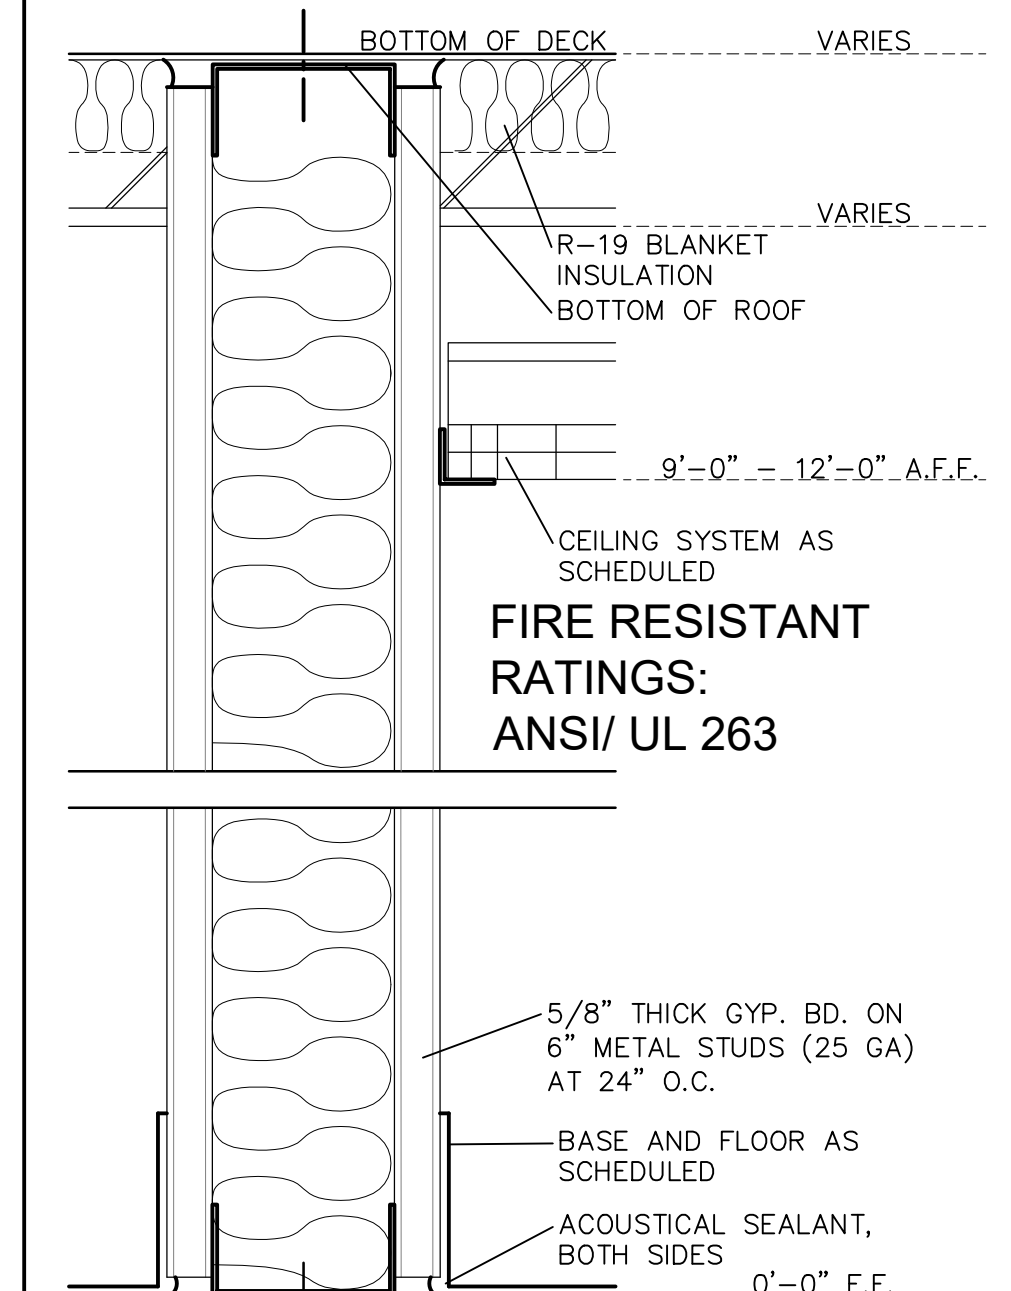 BOTTOM OF DECK
VARIES
VARIES
R-19 BLANKET
INSULATION
BOTTOM OF ROOF
9'-0" - 12'-0" A.F.F.
CEILING SYSTEM AS
SCHEDULED
FIRE RESISTANT
RATINGS:
ANSI/ UL 263
5/8" THICK GYP. BD. ON
6" METAL STUDS (25 GA)
AT 24" O.C.
BASE AND FLOOR AS
SCHEDULED
ACOUSTICAL SEALANT,
BOTH SIDES
0'-0" F.F.